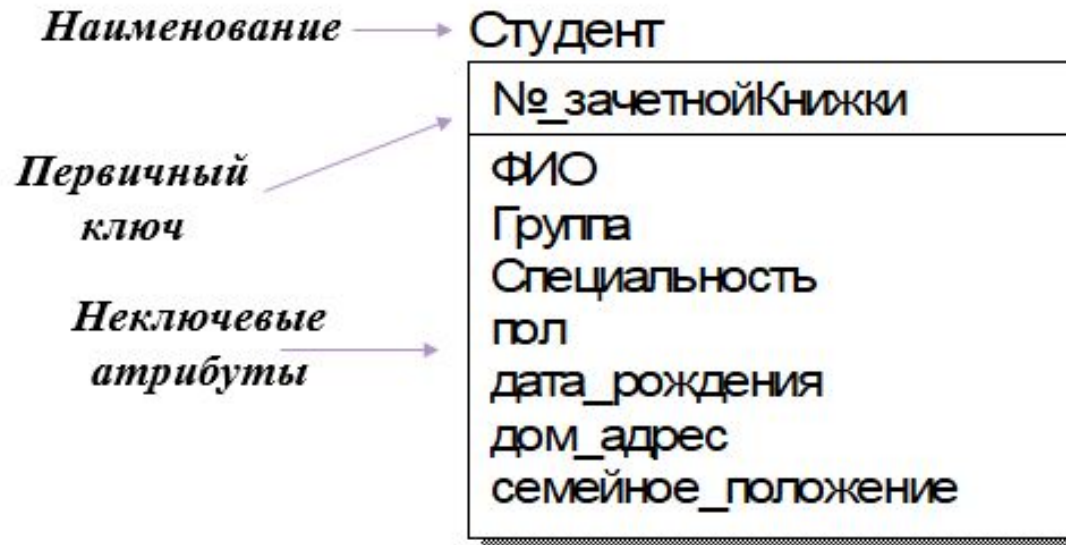 Наименование
Студент
№_зачетнойКнижки
Первичный
ключ
ФИО
Группа
Специальность
пол
дата_рождения
дом_адрес
семейное_положение
Неключевые
атрибуты